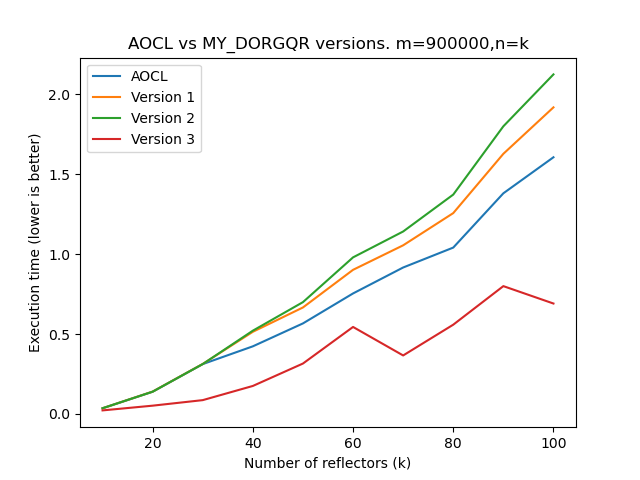 AOCL vs MY_DORGQR versions. m=900000,n=k
AOCL
Version 1
Version 2
Version 3
Execution time (lower is better)
2.0
1.5
1.0
0.5
0.0
20
40
60
80
100
Number of reflectors (k)